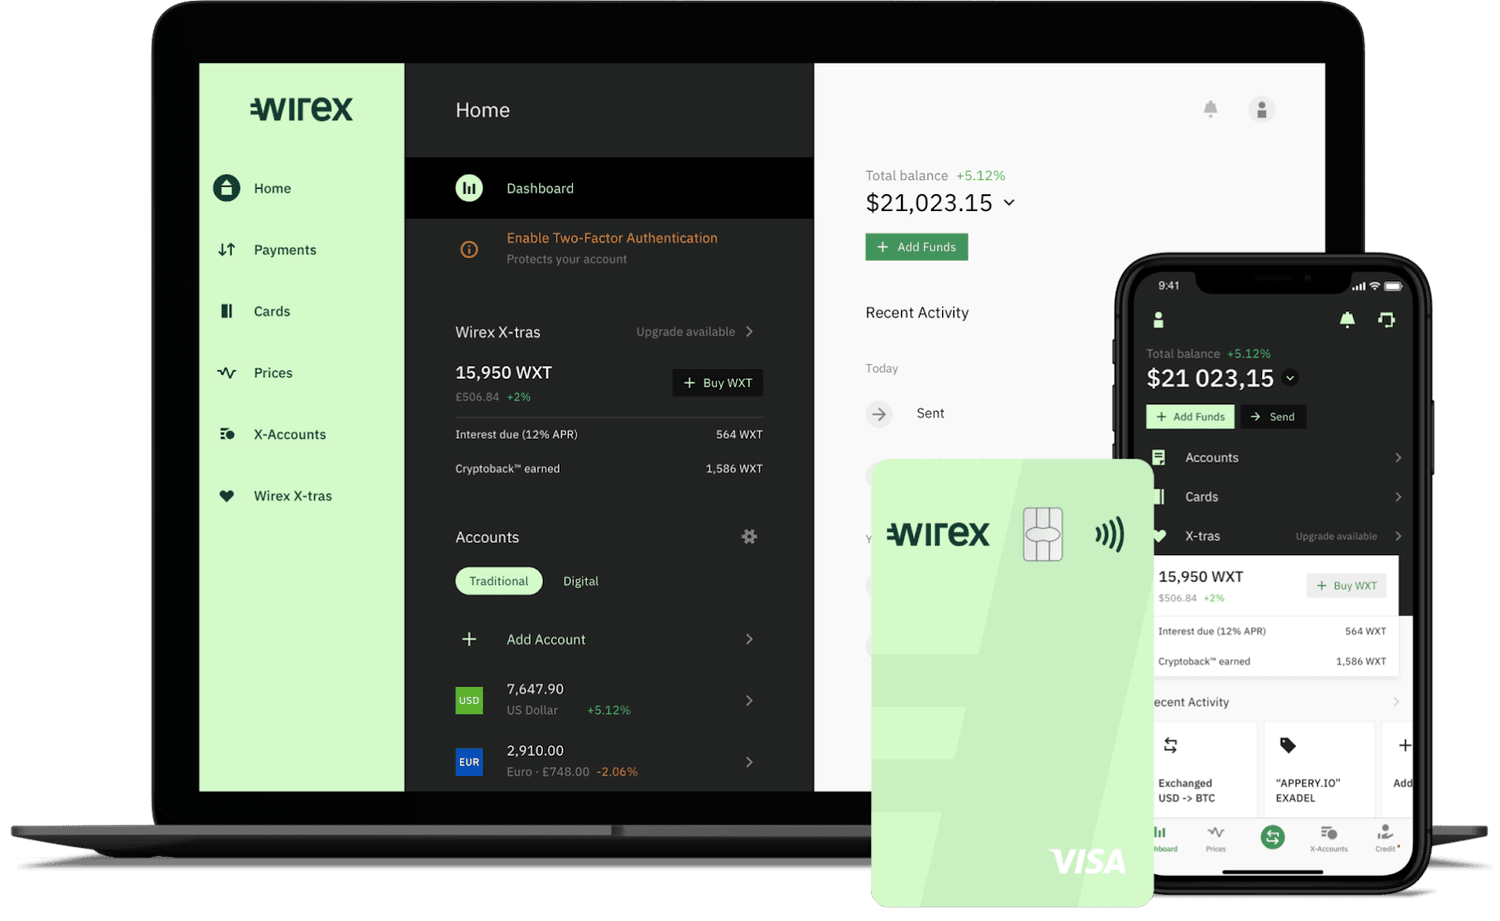 wirex
Home
Payments
Cards
Prices
X-Accounts
Wirex X-tras
Home
Dashboard
Enable Two-Factor Authentication
Protects your account
Wirex X-tras Upgrade available
15,950 WXT
£506.84 +2%
+ Buy WXT
Interest due (12% APR) 564 WXT
Cryptoback™ earned 1,586 WXT
Accounts
Traditional Digital
+ Add Account
USD 7,647.90
US Dollar +5.12%
EUR 2,910.00
Euro · £748.00 -2.06%
Total balance +5.12%
$21,023.15
+ Add Funds
Recent Activity
Today
Sent
Y
wirex
VISA
9:41
Total balance +5.12%
$21 023,15
+ Add Funds → Send
Accounts
Cards
X-tras Upgrade available
15,950 WXT
$506.84 +2%
+ Buy WXT
Interest due (12% APR) 564 WXT
Cryptoback™ earned 1,586 WXT
ecent Activity
Exchanged
USD -> BTC
“APPERY.IO”
EXADEL
+
Add
hboard Prices X-Accounts Credit